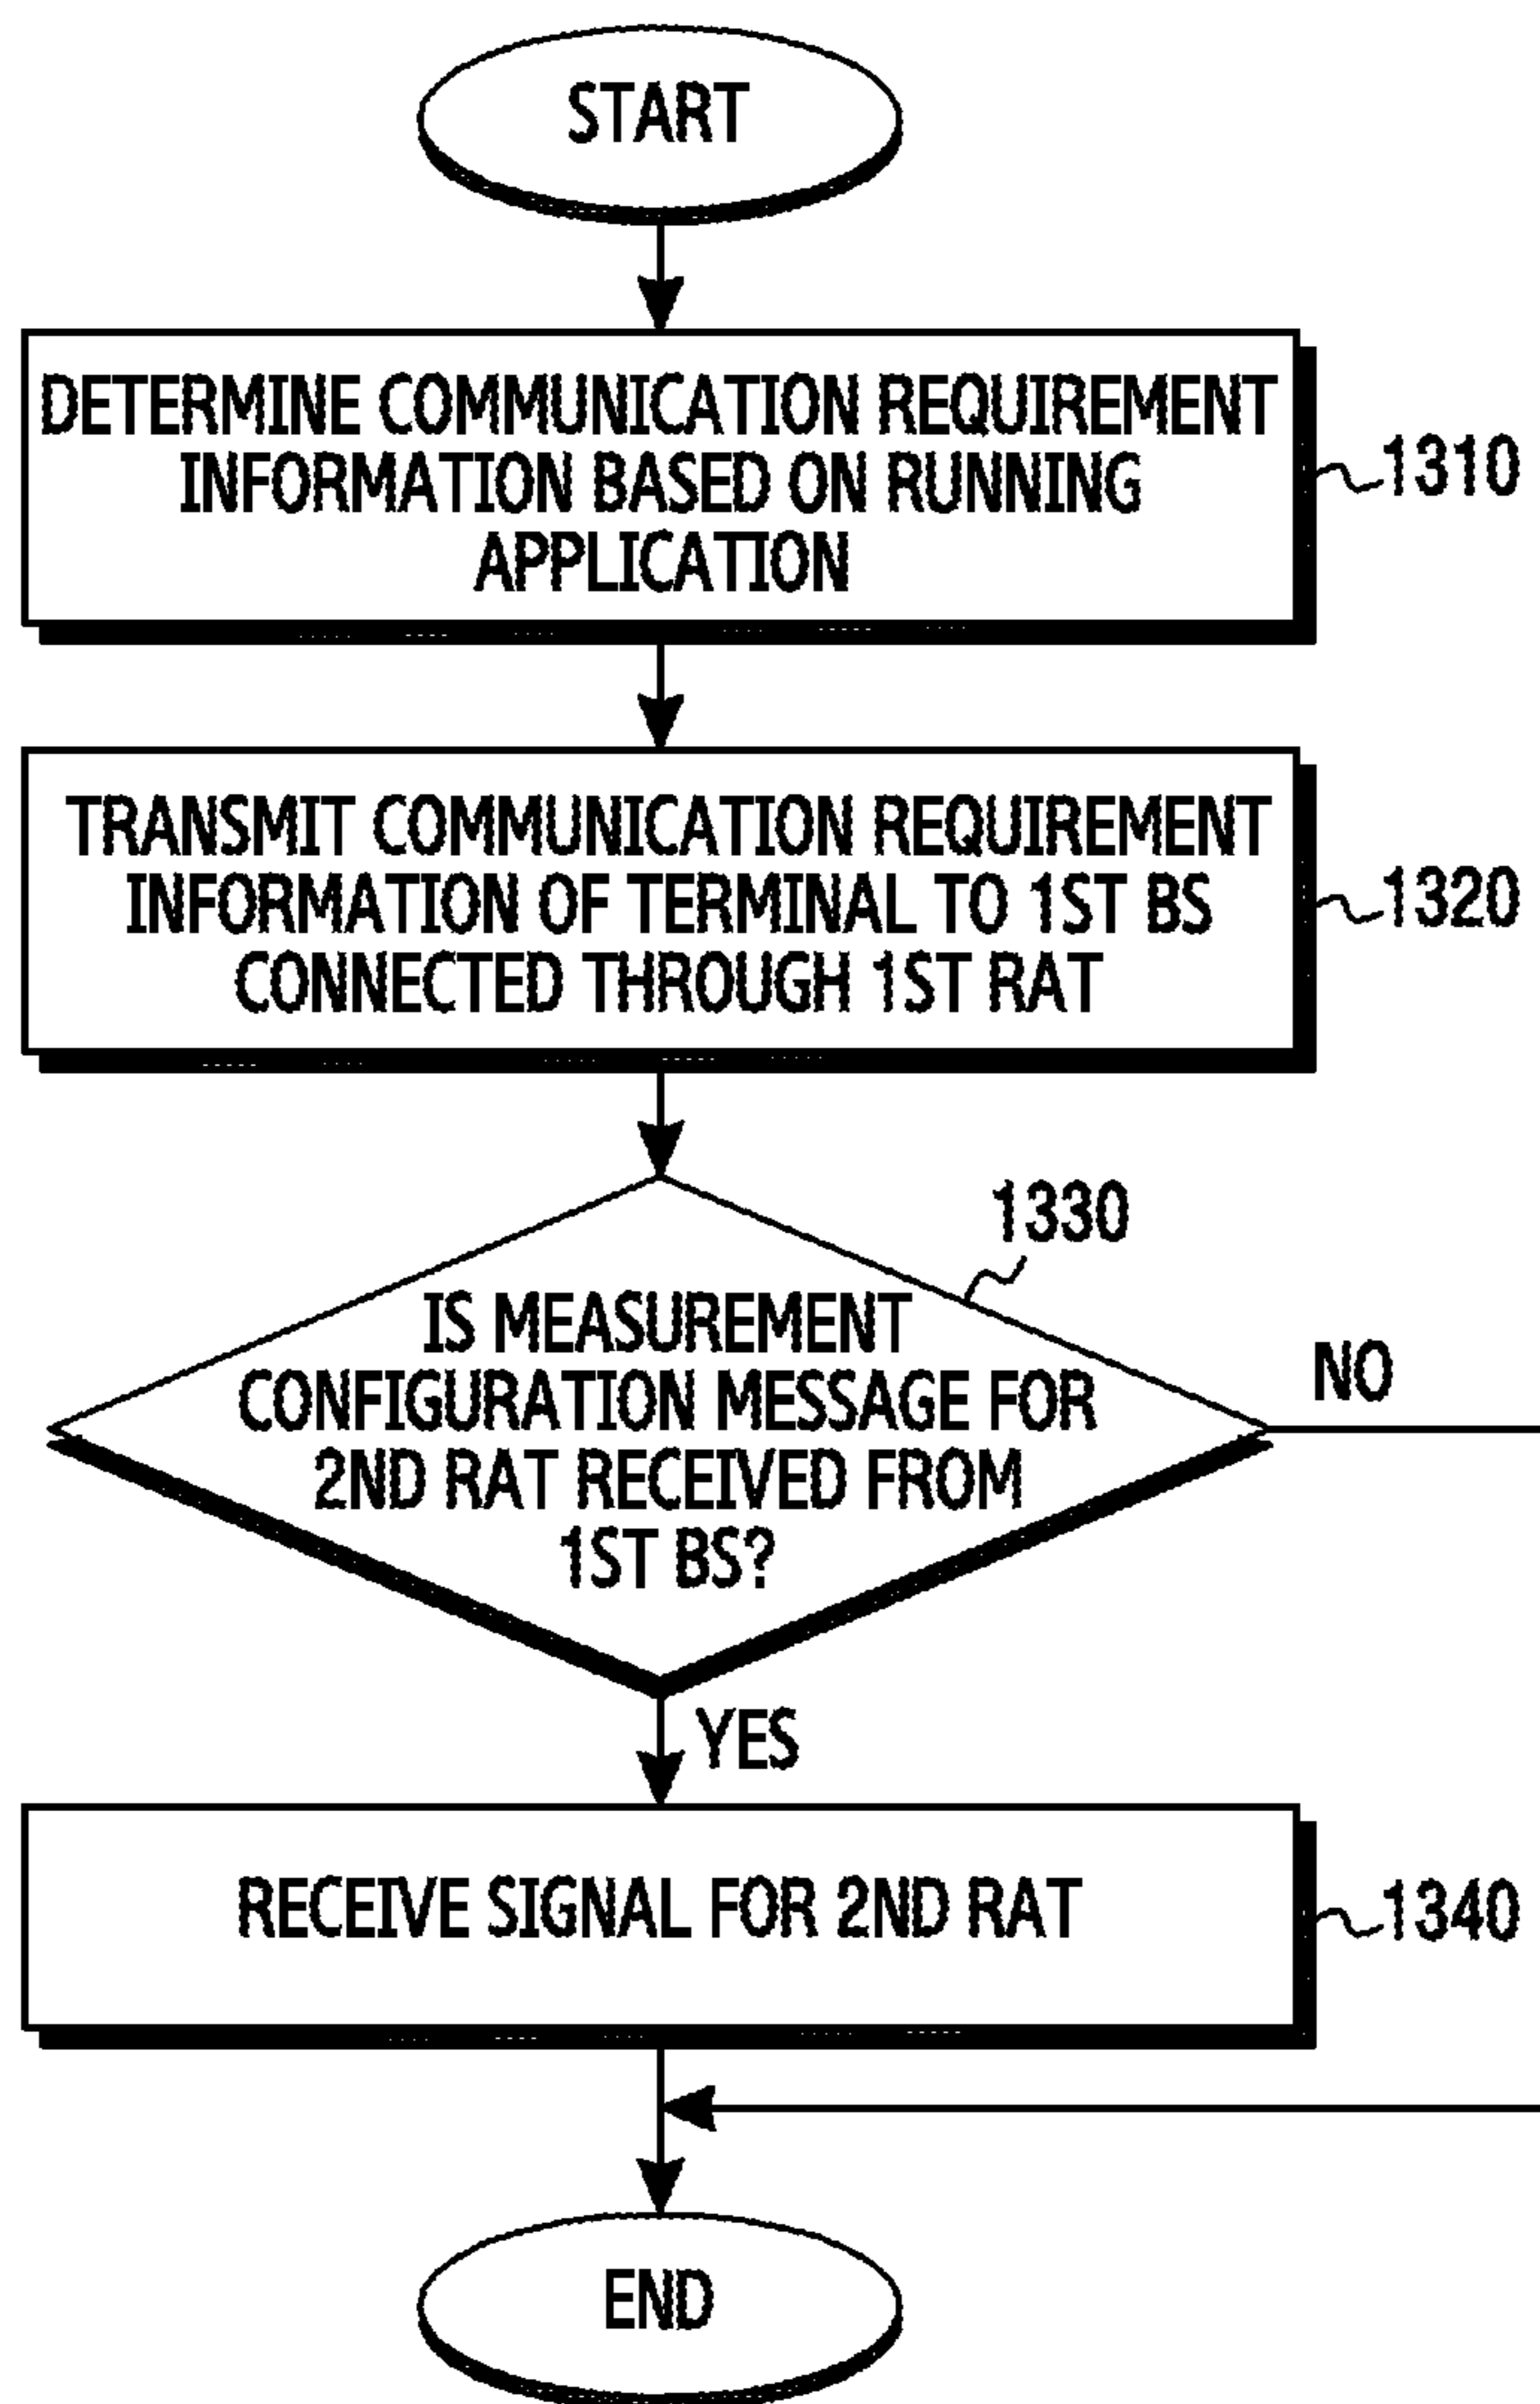 START
DETERMINE COMMUNICATION REQUIREMENT
INFORMATION BASED ON RUNNING
APPLICATION
1310
TRANSMIT COMMUNICATION REQUIREMENT
INFORMATION OF TERMINAL TO 1ST BS
CONNECTED THROUGH 1ST RAT
1320
1330
IS MEASUREMENT
CONFIGURATION MESSAGE FOR
2ND RAT RECEIVED FROM
1ST BS?
NO
YES
RECEIVE SIGNAL FOR 2ND RAT
1340
END